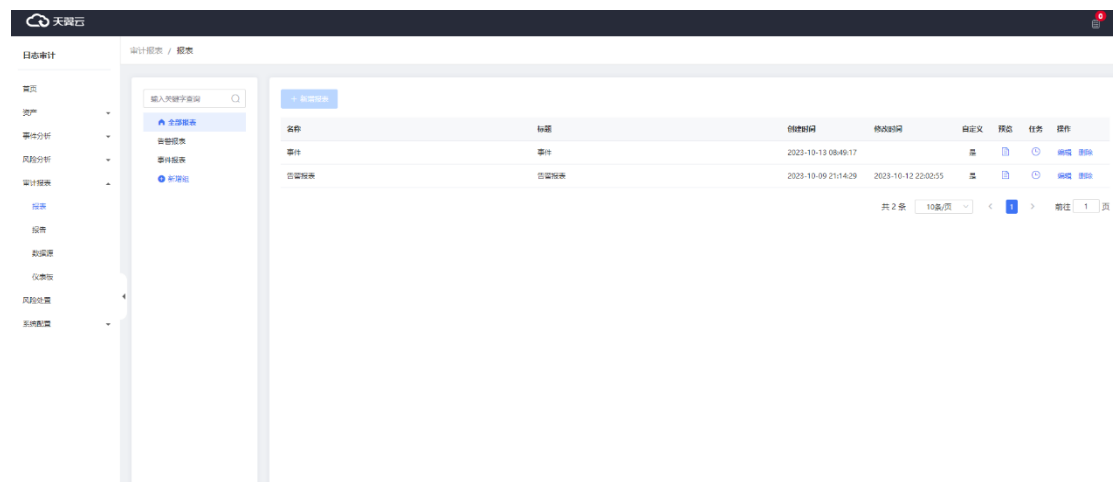 天翼云
0
日志审计
审计报表 / 报表
首页
资产
事件分析
风险分析
审计报表
报表
报告
数据源
仪表板
风险处置
系统配置
输入关键字查询
全部报表
告警报表
事件报表
新增组
+ 新增报表
名称 标题 创建时间 修改时间 自定义 预览 任务 操作
事件 事件 2023-10-13 08:49:17 是 编辑 删除
告警报表 告警报表 2023-10-09 21:14:29 2023-10-12 22:02:55 是 编辑 删除
共 2 条 10条/页 1 前往 1 页